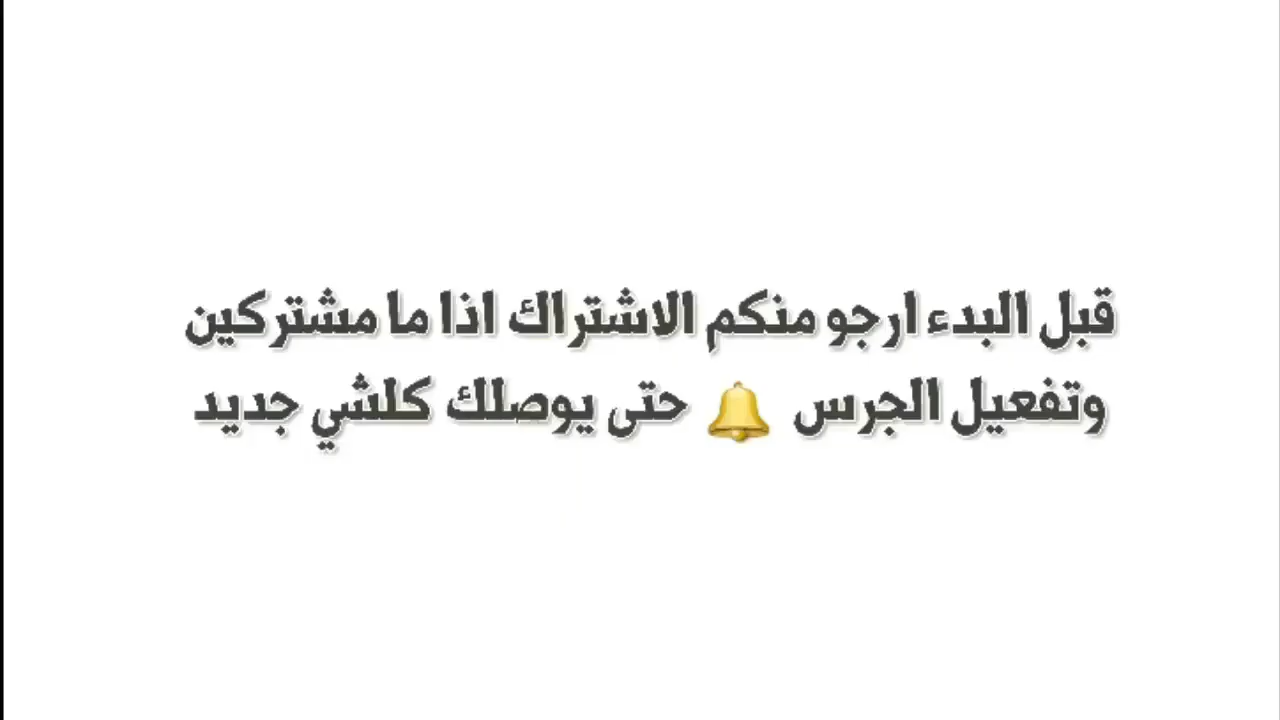 قبل البدء ارجو منكم الاشتراك اذا ما مشتركين
وتفعيل الجرس 🔔 حتى يوصلك كلشي جديد